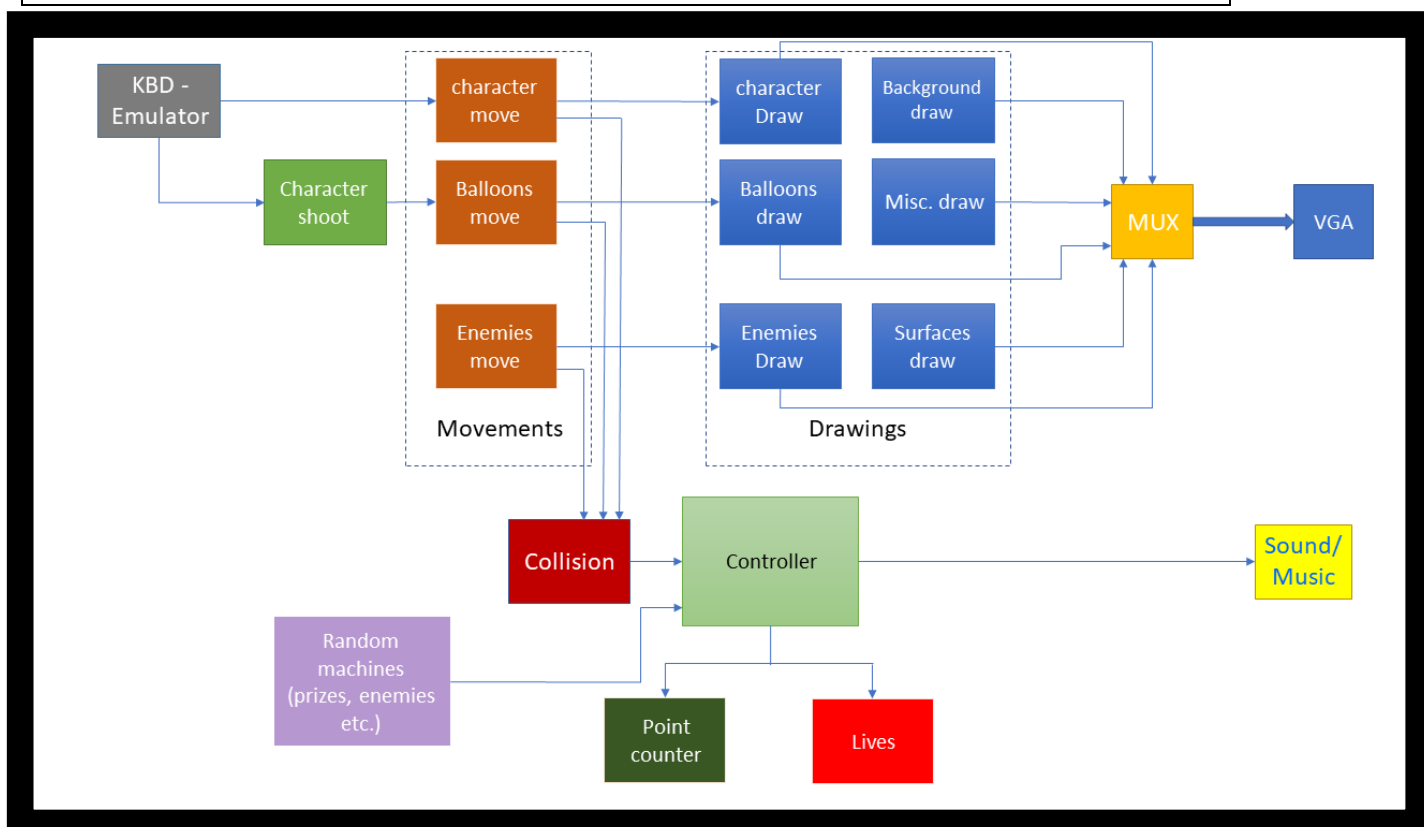 KBD -
Emulator
character
move
character
Draw
Background
draw
Character
shoot
Balloons
move
Balloons
draw
Misc. draw
MUX
VGA
Enemies
move
Enemies
Draw
Surfaces
draw
Movements
Drawings
Collision
Controller
Sound/
Music
Random
machines
(prizes, enemies
etc.)
Point
counter
Lives